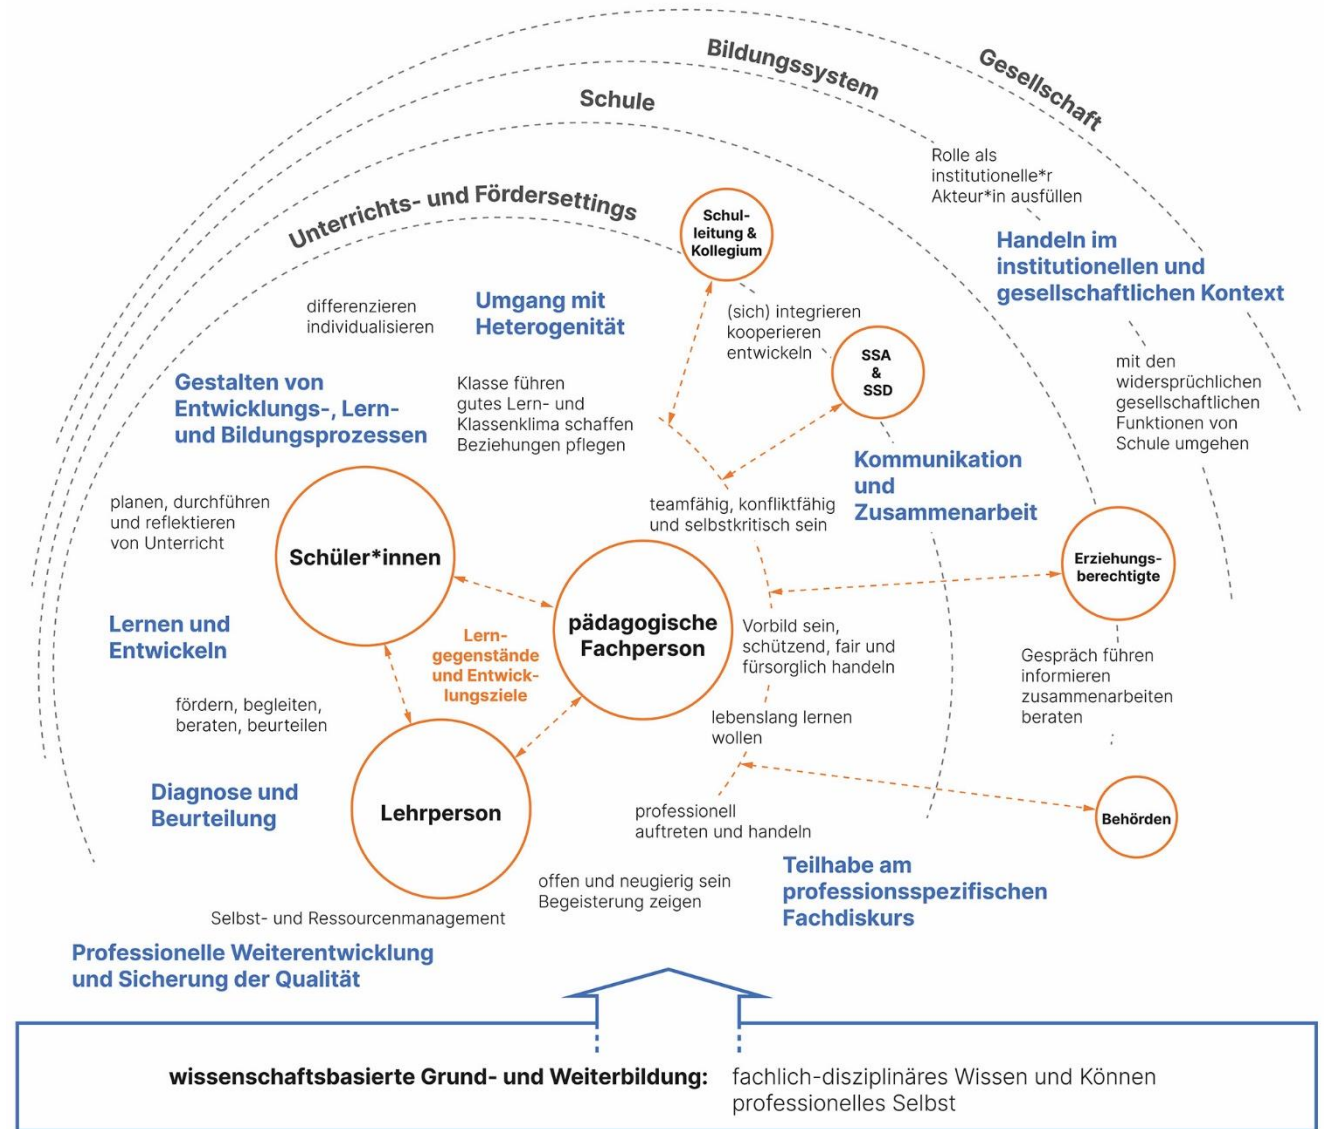 Gesellschaft
Bildungssystem
Schule
Unterrichts- und Fördersettings
Rolle als
institutionelle*r
Akteur*in ausfüllen
Schul-
leitung &
Kollegium
Handeln im
institutionellen und
gesellschaftlichen Kontext
differenzieren
individualisieren
Umgang mit
Heterogenität
(sich) integrieren
kooperieren
entwickeln
SSA
&
SSD
mit den
widersprüchlichen
gesellschaftlichen
Funktionen von
Schule umgehen
Gestalten von
Entwicklungs-, Lern-
und Bildungsprozessen
Klasse führen
gutes Lern- und
Klassenklima schaffen
Beziehungen pflegen
Kommunikation
und
Zusammenarbeit
planen, durchführen
und reflektieren
von Unterricht
teamfähig, konfliktfähig
und selbstkritisch sein
Schüler*innen
Erziehungs-
berechtigte
pädagogische
Fachperson
Lernen und
Entwickeln
Lern-
gegenstände
und Entwick-
lungsziele
Vorbild sein,
schützend, fair und
fürsorglich handeln
Gespräch führen
informieren
zusammenarbeiten
beraten
fördern, begleiten,
beraten, beurteilen
lebenslang lernen
wollen
Diagnose und
Beurteilung
Lehrperson
professionell
auftreten und handeln
Behörden
Teilhabe am
professionsspezifischen
Fachdiskurs
offen und neugierig sein
Begeisterung zeigen
Selbst- und Ressourcenmanagement
Professionelle Weiterentwicklung
und Sicherung der Qualität
wissenschaftsbasierte Grund- und Weiterbildung: fachlich-disziplinäres Wissen und Können
professionelles Selbst